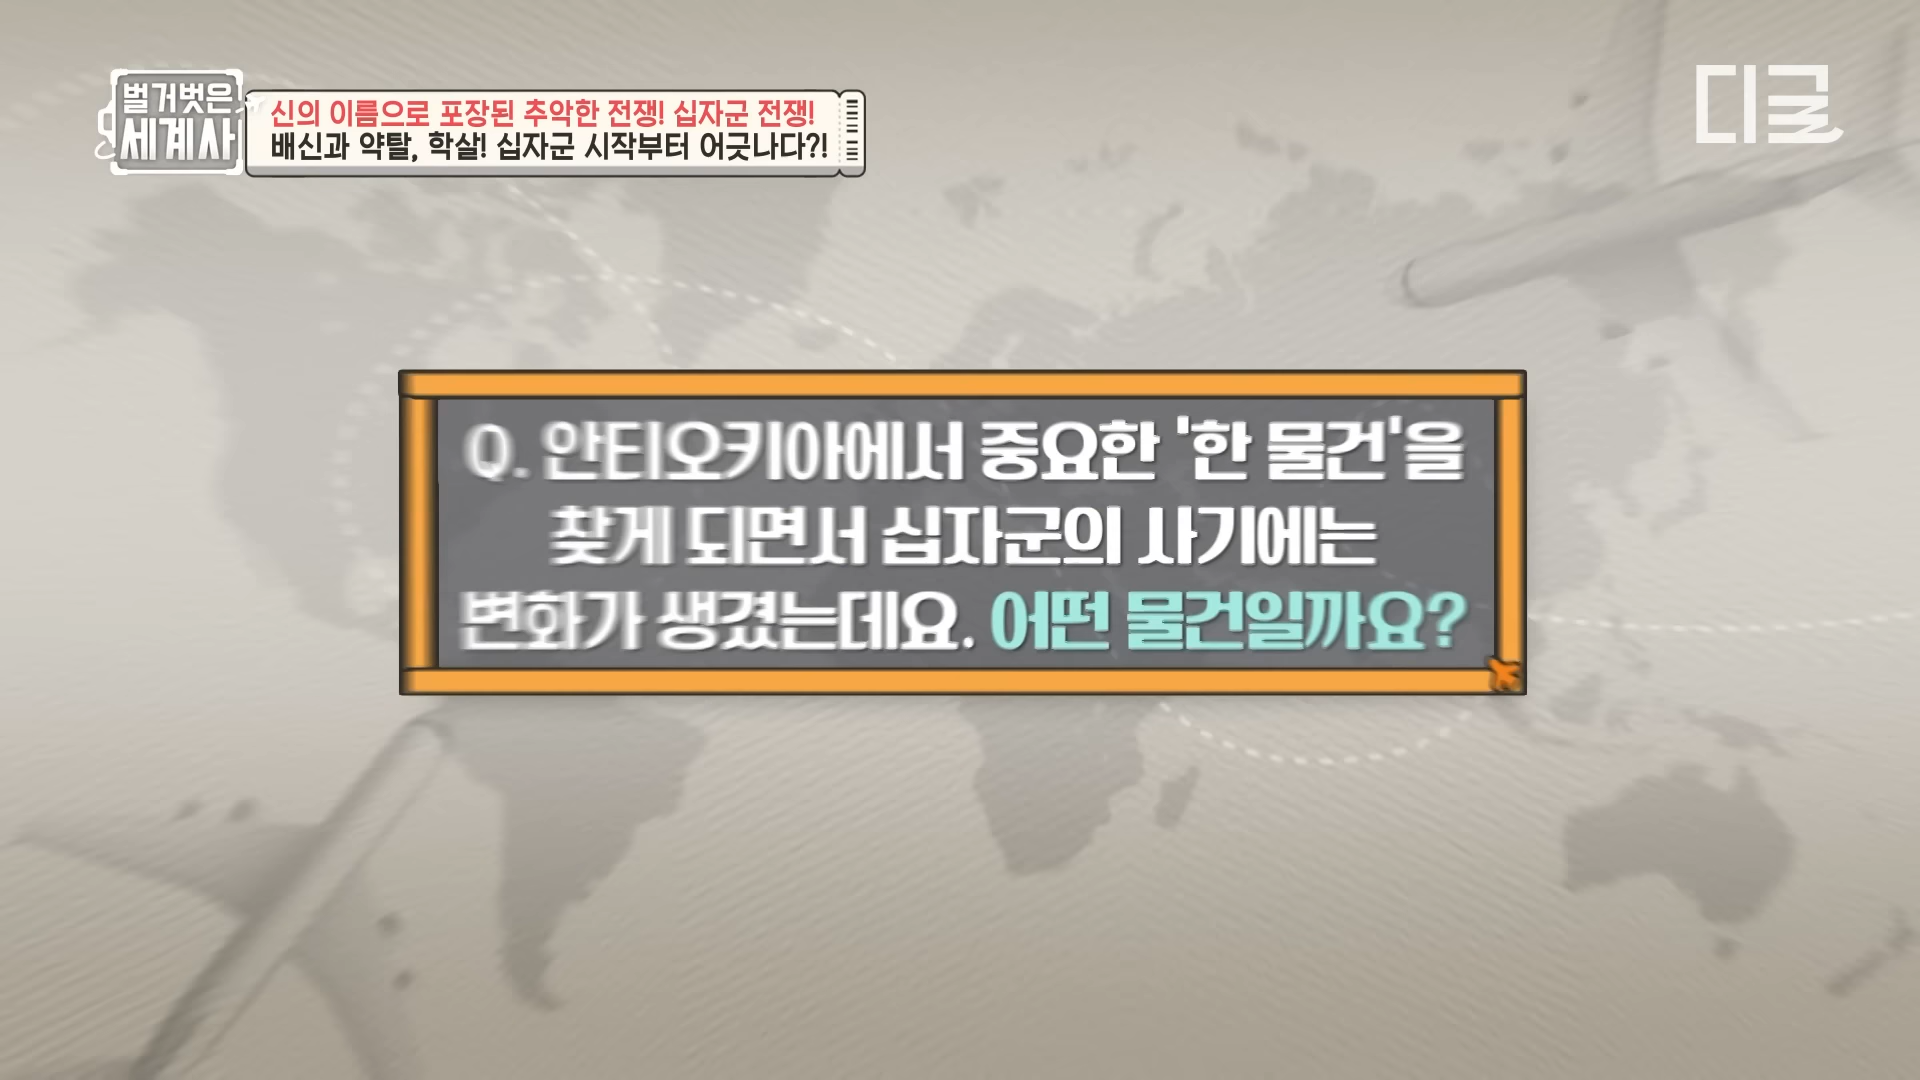 벌거벗은
세계사
신의 이름으로 포장된 추악한 전쟁! 십자군 전쟁!
배신과 약탈, 학살! 십자군 시작부터 어긋나다?!
디글
Q. 안티오키아에서 중요한 '한 물건'을
찾게 되면서 십자군의 사기에는
변화가 생겼는데요. 어떤 물건일까요?